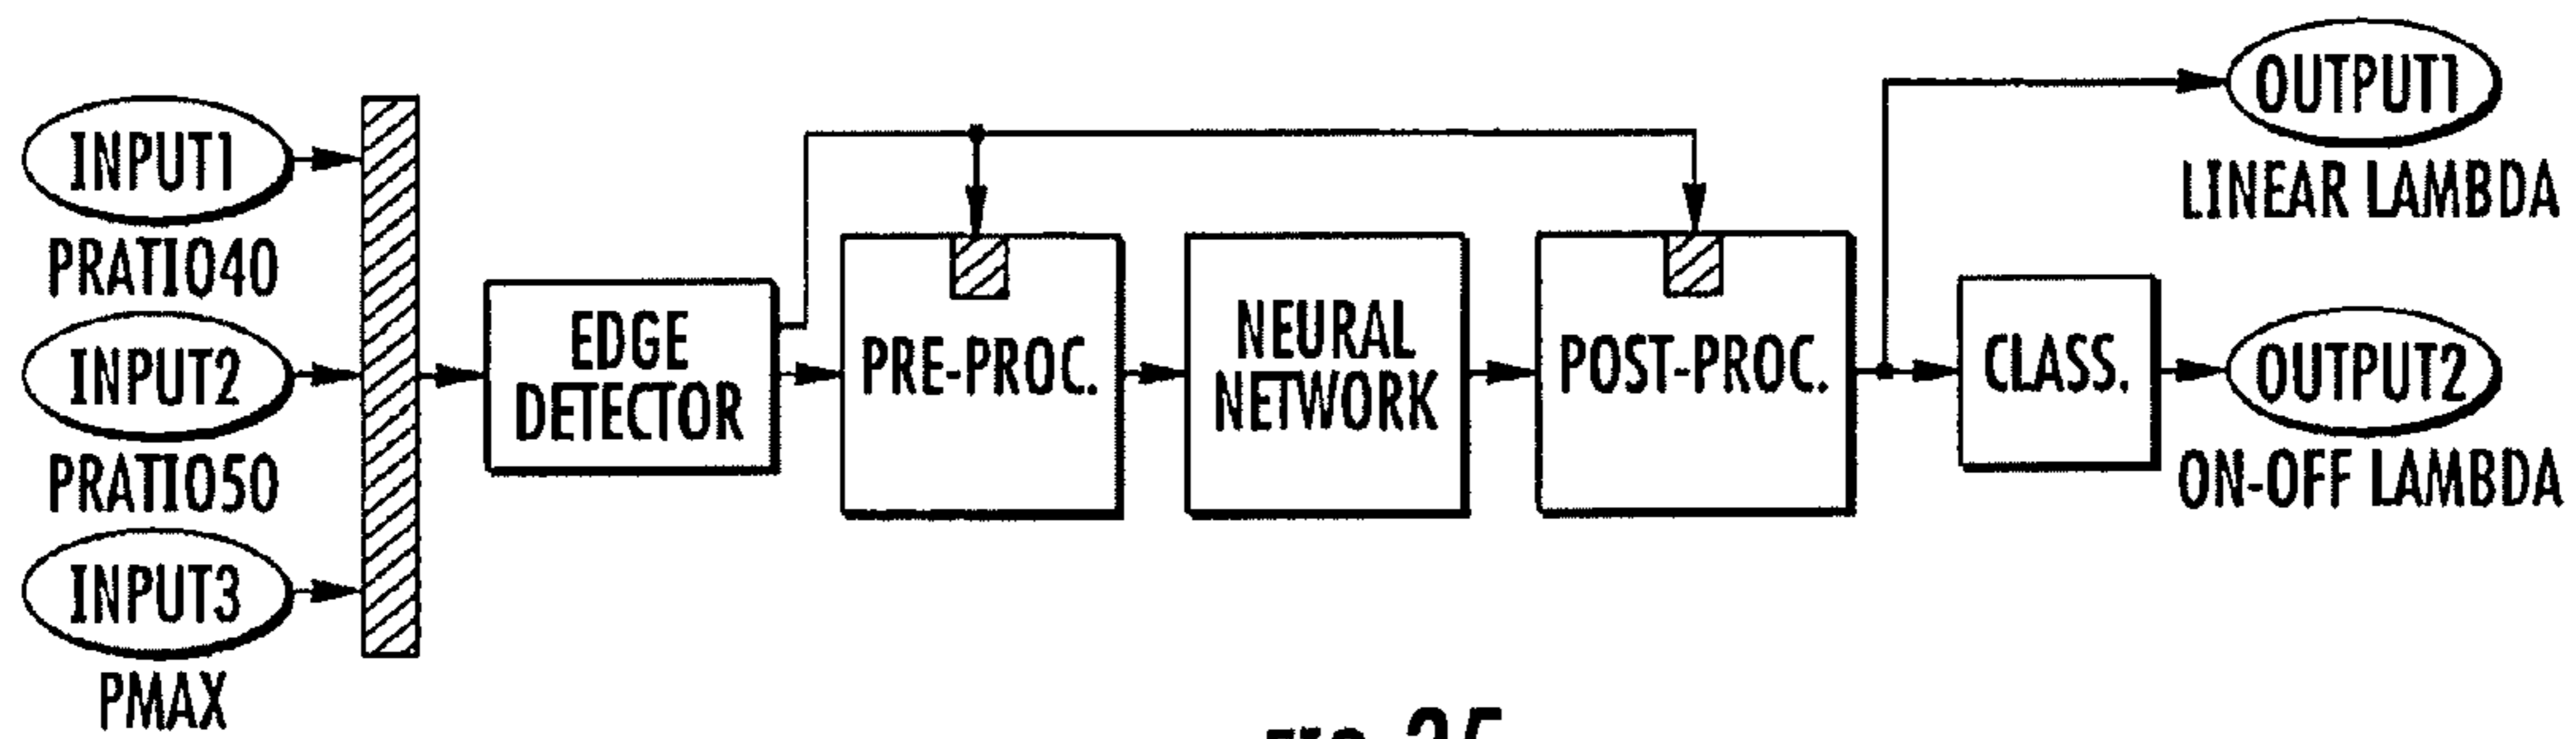 INPUT1
PRATIO40
INPUT2
PRATIO50
INPUT3
PMAX
EDGE
DETECTOR
PRE-PROC.
NEURAL
NETWORK
POST-PROC.
CLASS.
OUTPUT1
LINEAR LAMBDA
OUTPUT2
ON-OFF LAMBDA